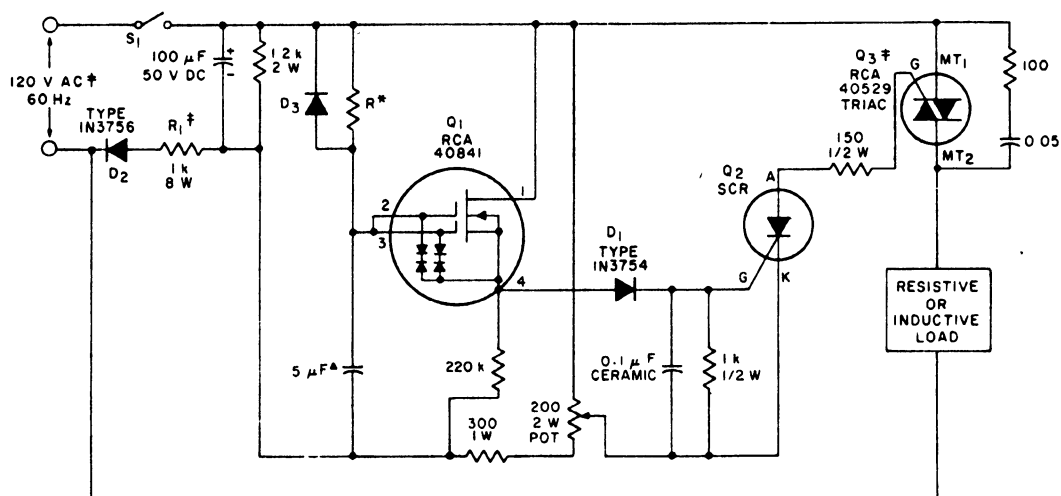 S1
120 V AC‡
60 Hz
TYPE
IN3756
D2
R1‡
1 k
8 W
100 μF
50 V DC
+
–
1.2 k
2 W
D3
R*
Q1
RCA
40841
1
2
3
4
5 μF▲
220 k
300
1W
200
2 W
POT
D1
TYPE
IN3754
0.1 μF
CERAMIC
1 k
1/2 W
Q2
SCR
A
G
K
150
1/2 W
Q3‡
RCA
40529
TRIAC
G
MT1
MT2
100
0 05
RESISTIVE
OR
INDUCTIVE
LOAD